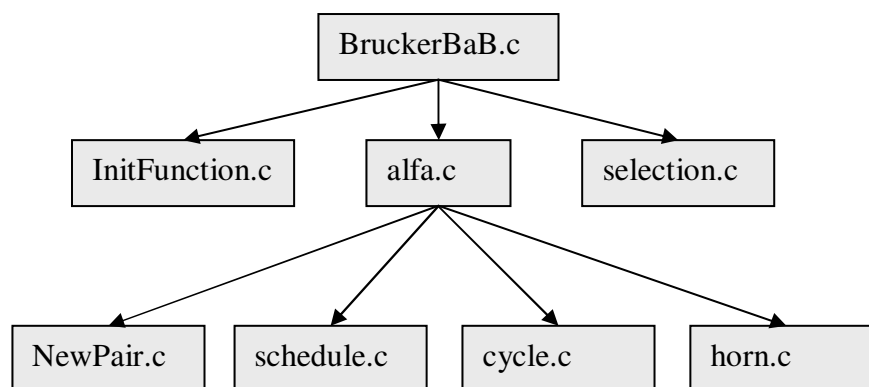 BruckerBaB.c
InitFunction.c
alfa.c
selection.c
NewPair.c
schedule.c
cycle.c
horn.c